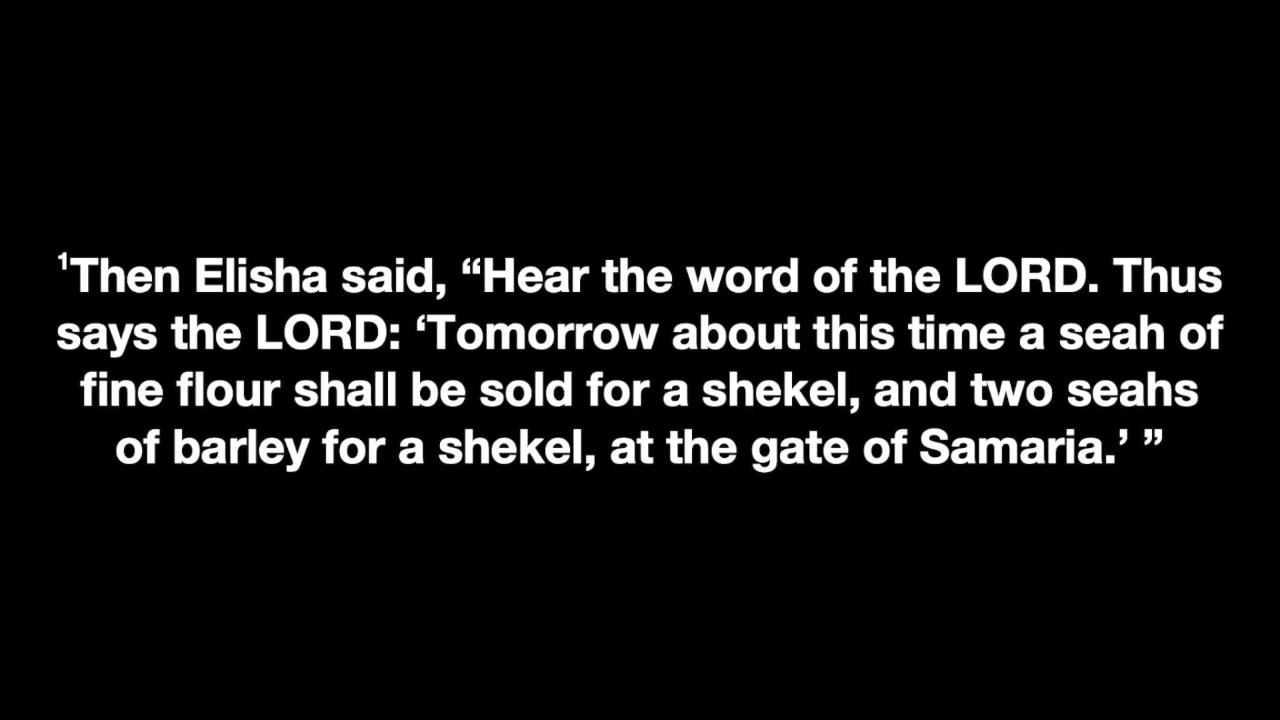 ¹Then Elisha said, “Hear the word of the LORD. Thus
says the LORD: ‘Tomorrow about this time a seah of
fine flour shall be sold for a shekel, and two seahs
of barley for a shekel, at the gate of Samaria.’ ”